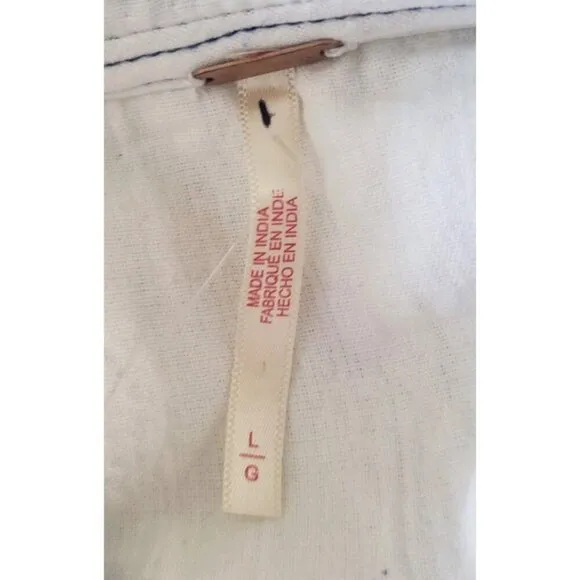 MADE IN INDIA
FABRIQUÉ EN INDE
HECHO EN INDIA
L
G